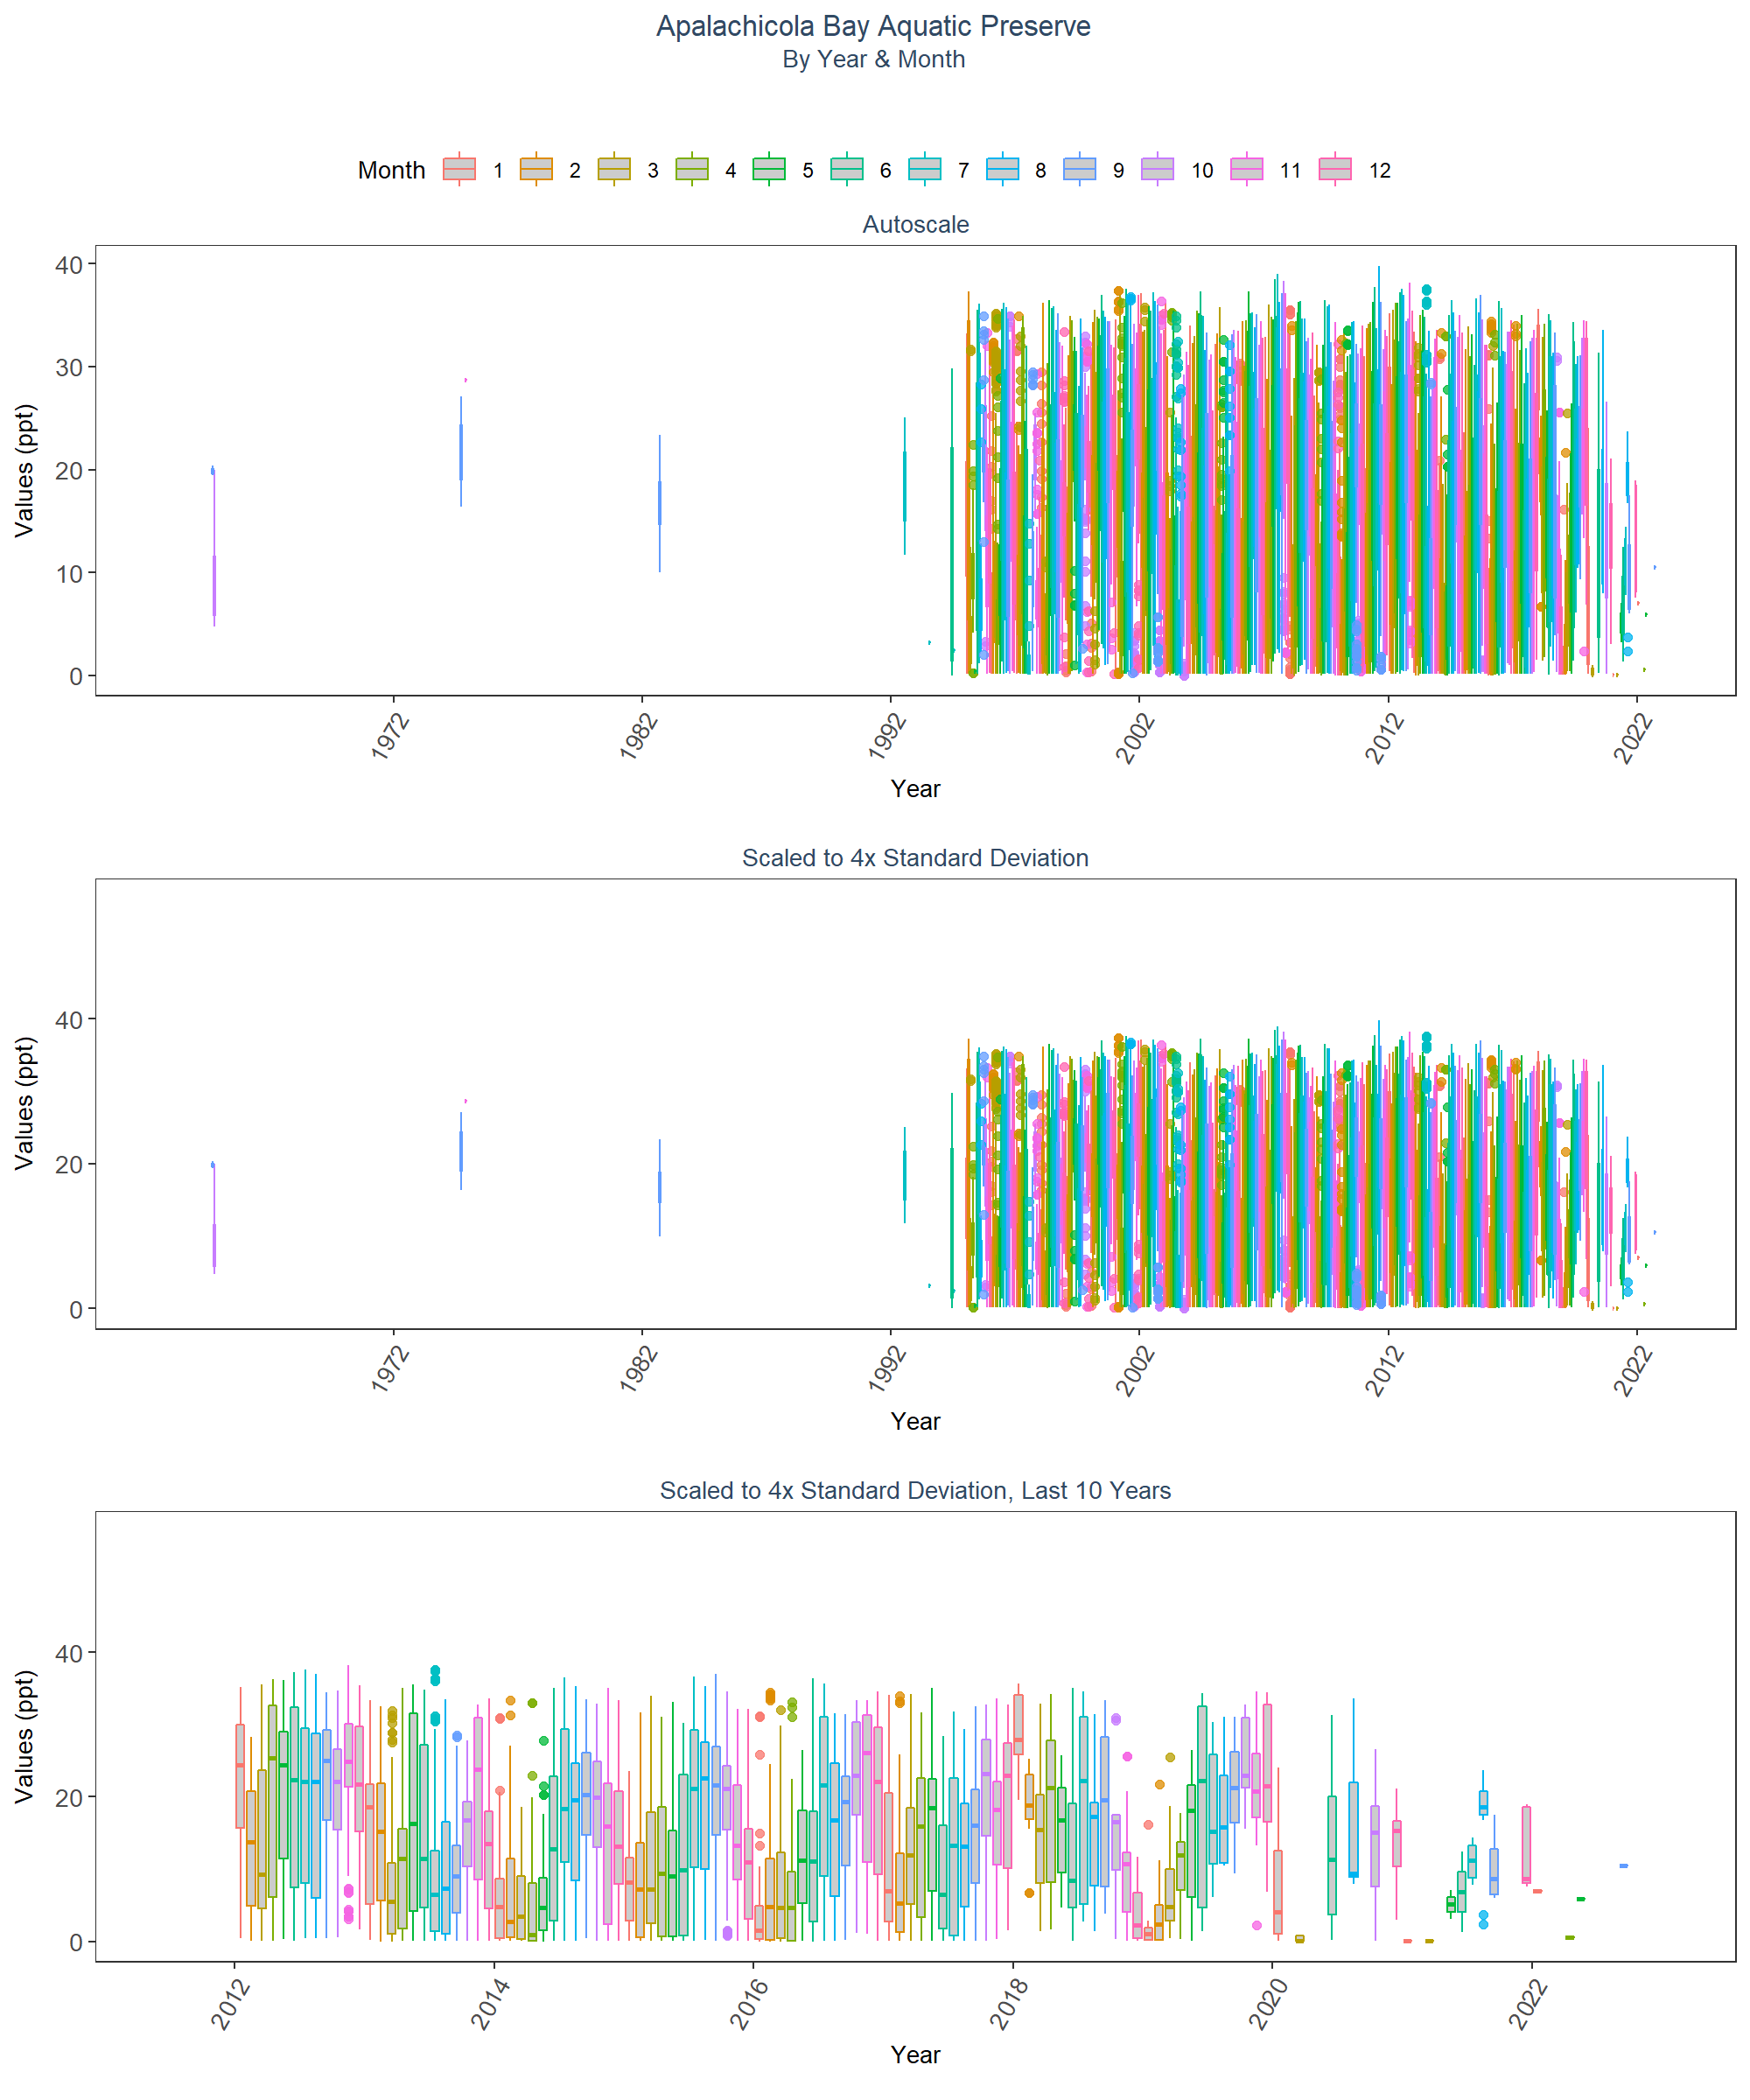 Apalachicola Bay Aquatic Preserve
By Year & Month
Month 1 2 3 4 5 6 7 8 9 10 11 12
Autoscale
Values (ppt)
40
30
20
10
0
1972 1982 1992 2002 2012 2022
Year
Scaled to 4x Standard Deviation
Values (ppt)
40
20
0
1972 1982 1992 2002 2012 2022
Year
Scaled to 4x Standard Deviation, Last 10 Years
Values (ppt)
40
20
0
2012 2014 2016 2018 2020 2022
Year